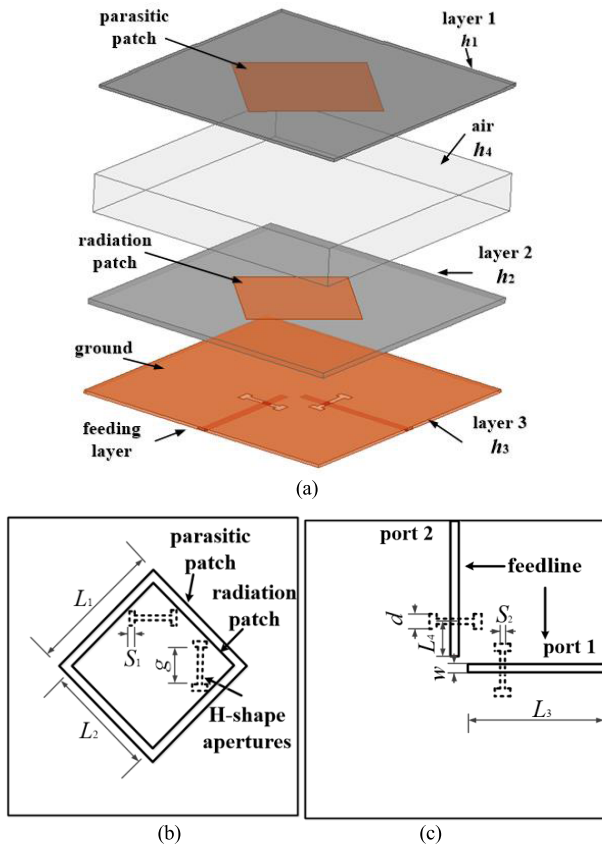 parasitic
patch
layer 1
h1
air
h4
radiation
patch
layer 2
h2
ground
feeding
layer
layer 3
h3
(a)
parasitic
patch
radiation
patch
L1
S1
g
L2
H-shape
apertures
(b)
port 2
feedline
d
L4
S2
port 1
w
L3
(c)